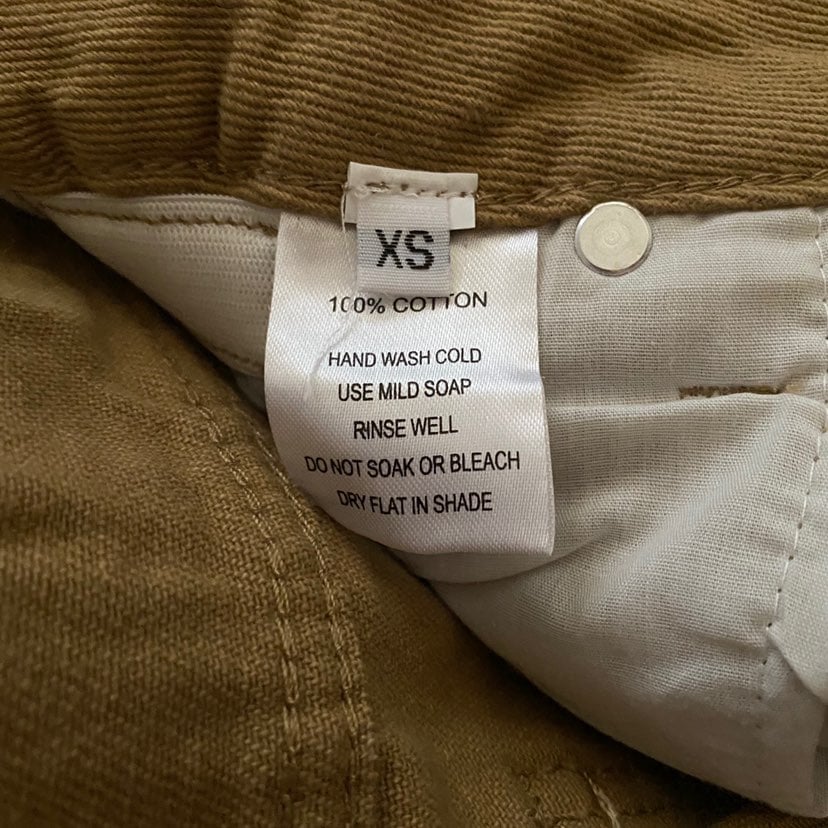 XS
100% COTTON
HAND WASH COLD
USE MILD SOAP
RINSE WELL
DO NOT SOAK OR BLEACH
DRY FLAT IN SHADE